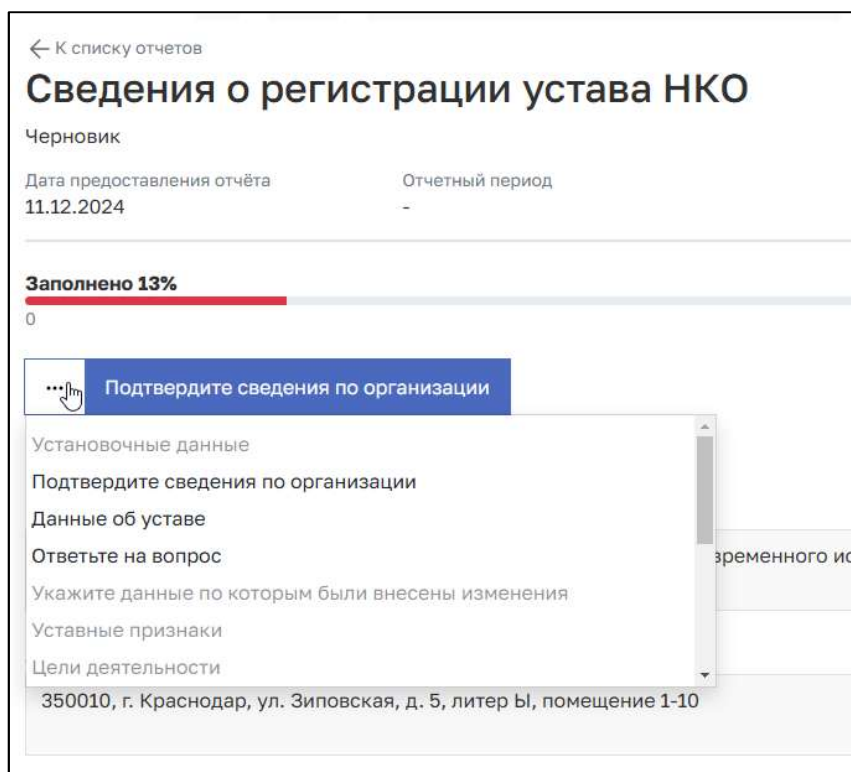 ← К списку отчетов
Сведения о регистрации устава НКО
Черновик
Дата предоставления отчёта Отчетный период
11.12.2024 -
Заполнено 13%
0
... Подтвердите сведения по организации
Установочные данные
Подтвердите сведения по организации
Данные об уставе
Ответьте на вопрос
Укажите данные по которым были внесены изменения
Уставные признаки
Цели деятельности
350010, г. Краснодар, ул. Зиповская, д. 5, литер Ы, помещение 1-10